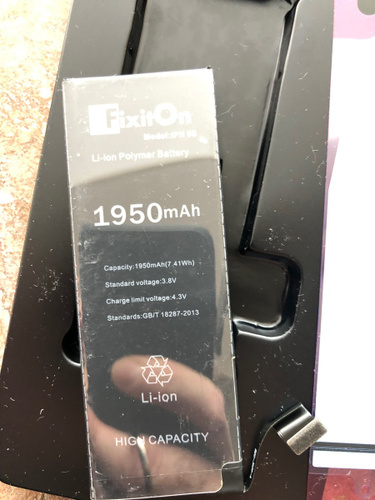 FixitOn
Li-ion Polymer Battery
1950mAh
Capacity:1950mAh(7.41Wh)
Standard voltage:3.8V
Charge limit voltage:4.3V
Standards:GB/T 18287-2013
Li-ion
HIGH CAPACITY